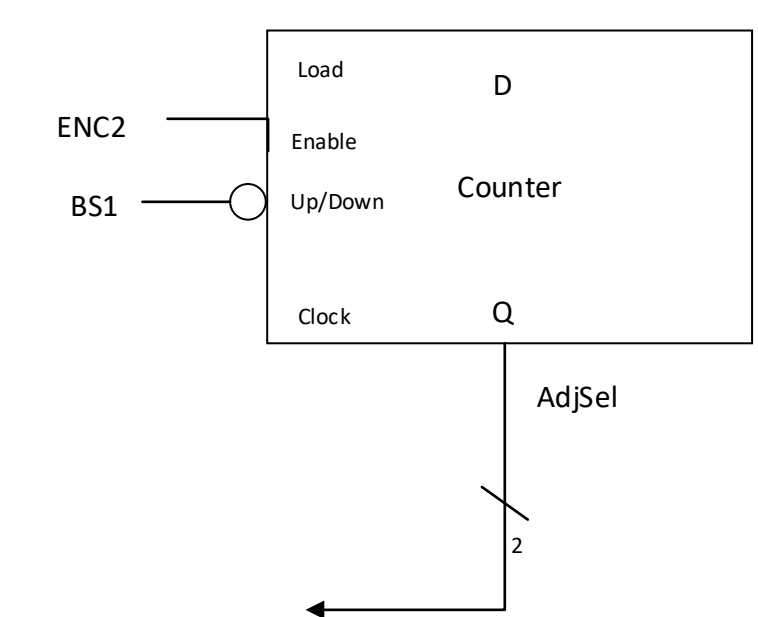 Load
D
ENC2
Enable
BS1
Up/Down
Counter
Clock
Q
AdjSel
2